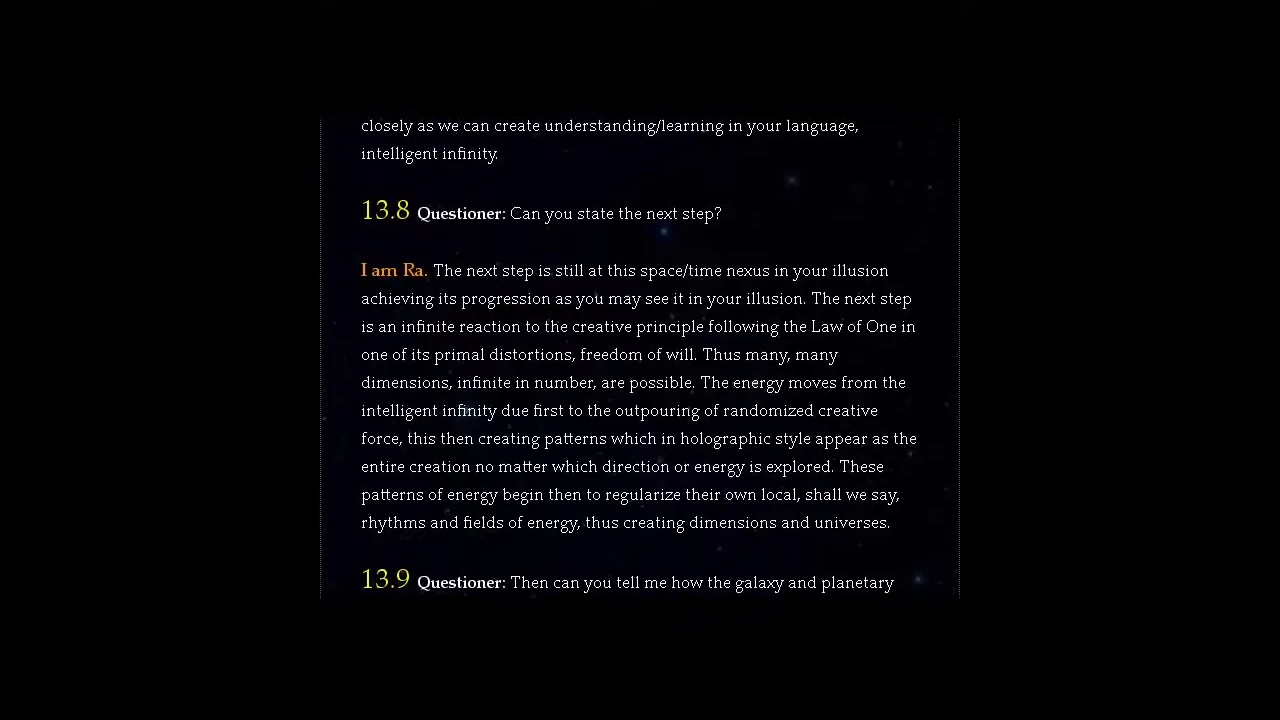 closely as we can create understanding/learning in your language,
intelligent infinity.
13.8 Questioner: Can you state the next step?
I am Ra. The next step is still at this space/time nexus in your illusion
achieving its progression as you may see it in your illusion. The next step
is an infinite reaction to the creative principle following the Law of One in
one of its primal distortions, freedom of will. Thus many, many
dimensions, infinite in number, are possible. The energy moves from the
intelligent infinity due first to the outpouring of randomized creative
force, this then creating patterns which in holographic style appear as the
entire creation no matter which direction or energy is explored. These
patterns of energy begin then to regularize their own local, shall we say,
rhythms and fields of energy, thus creating dimensions and universes.
13.9 Questioner: Then can you tell me how the galaxy and planetary